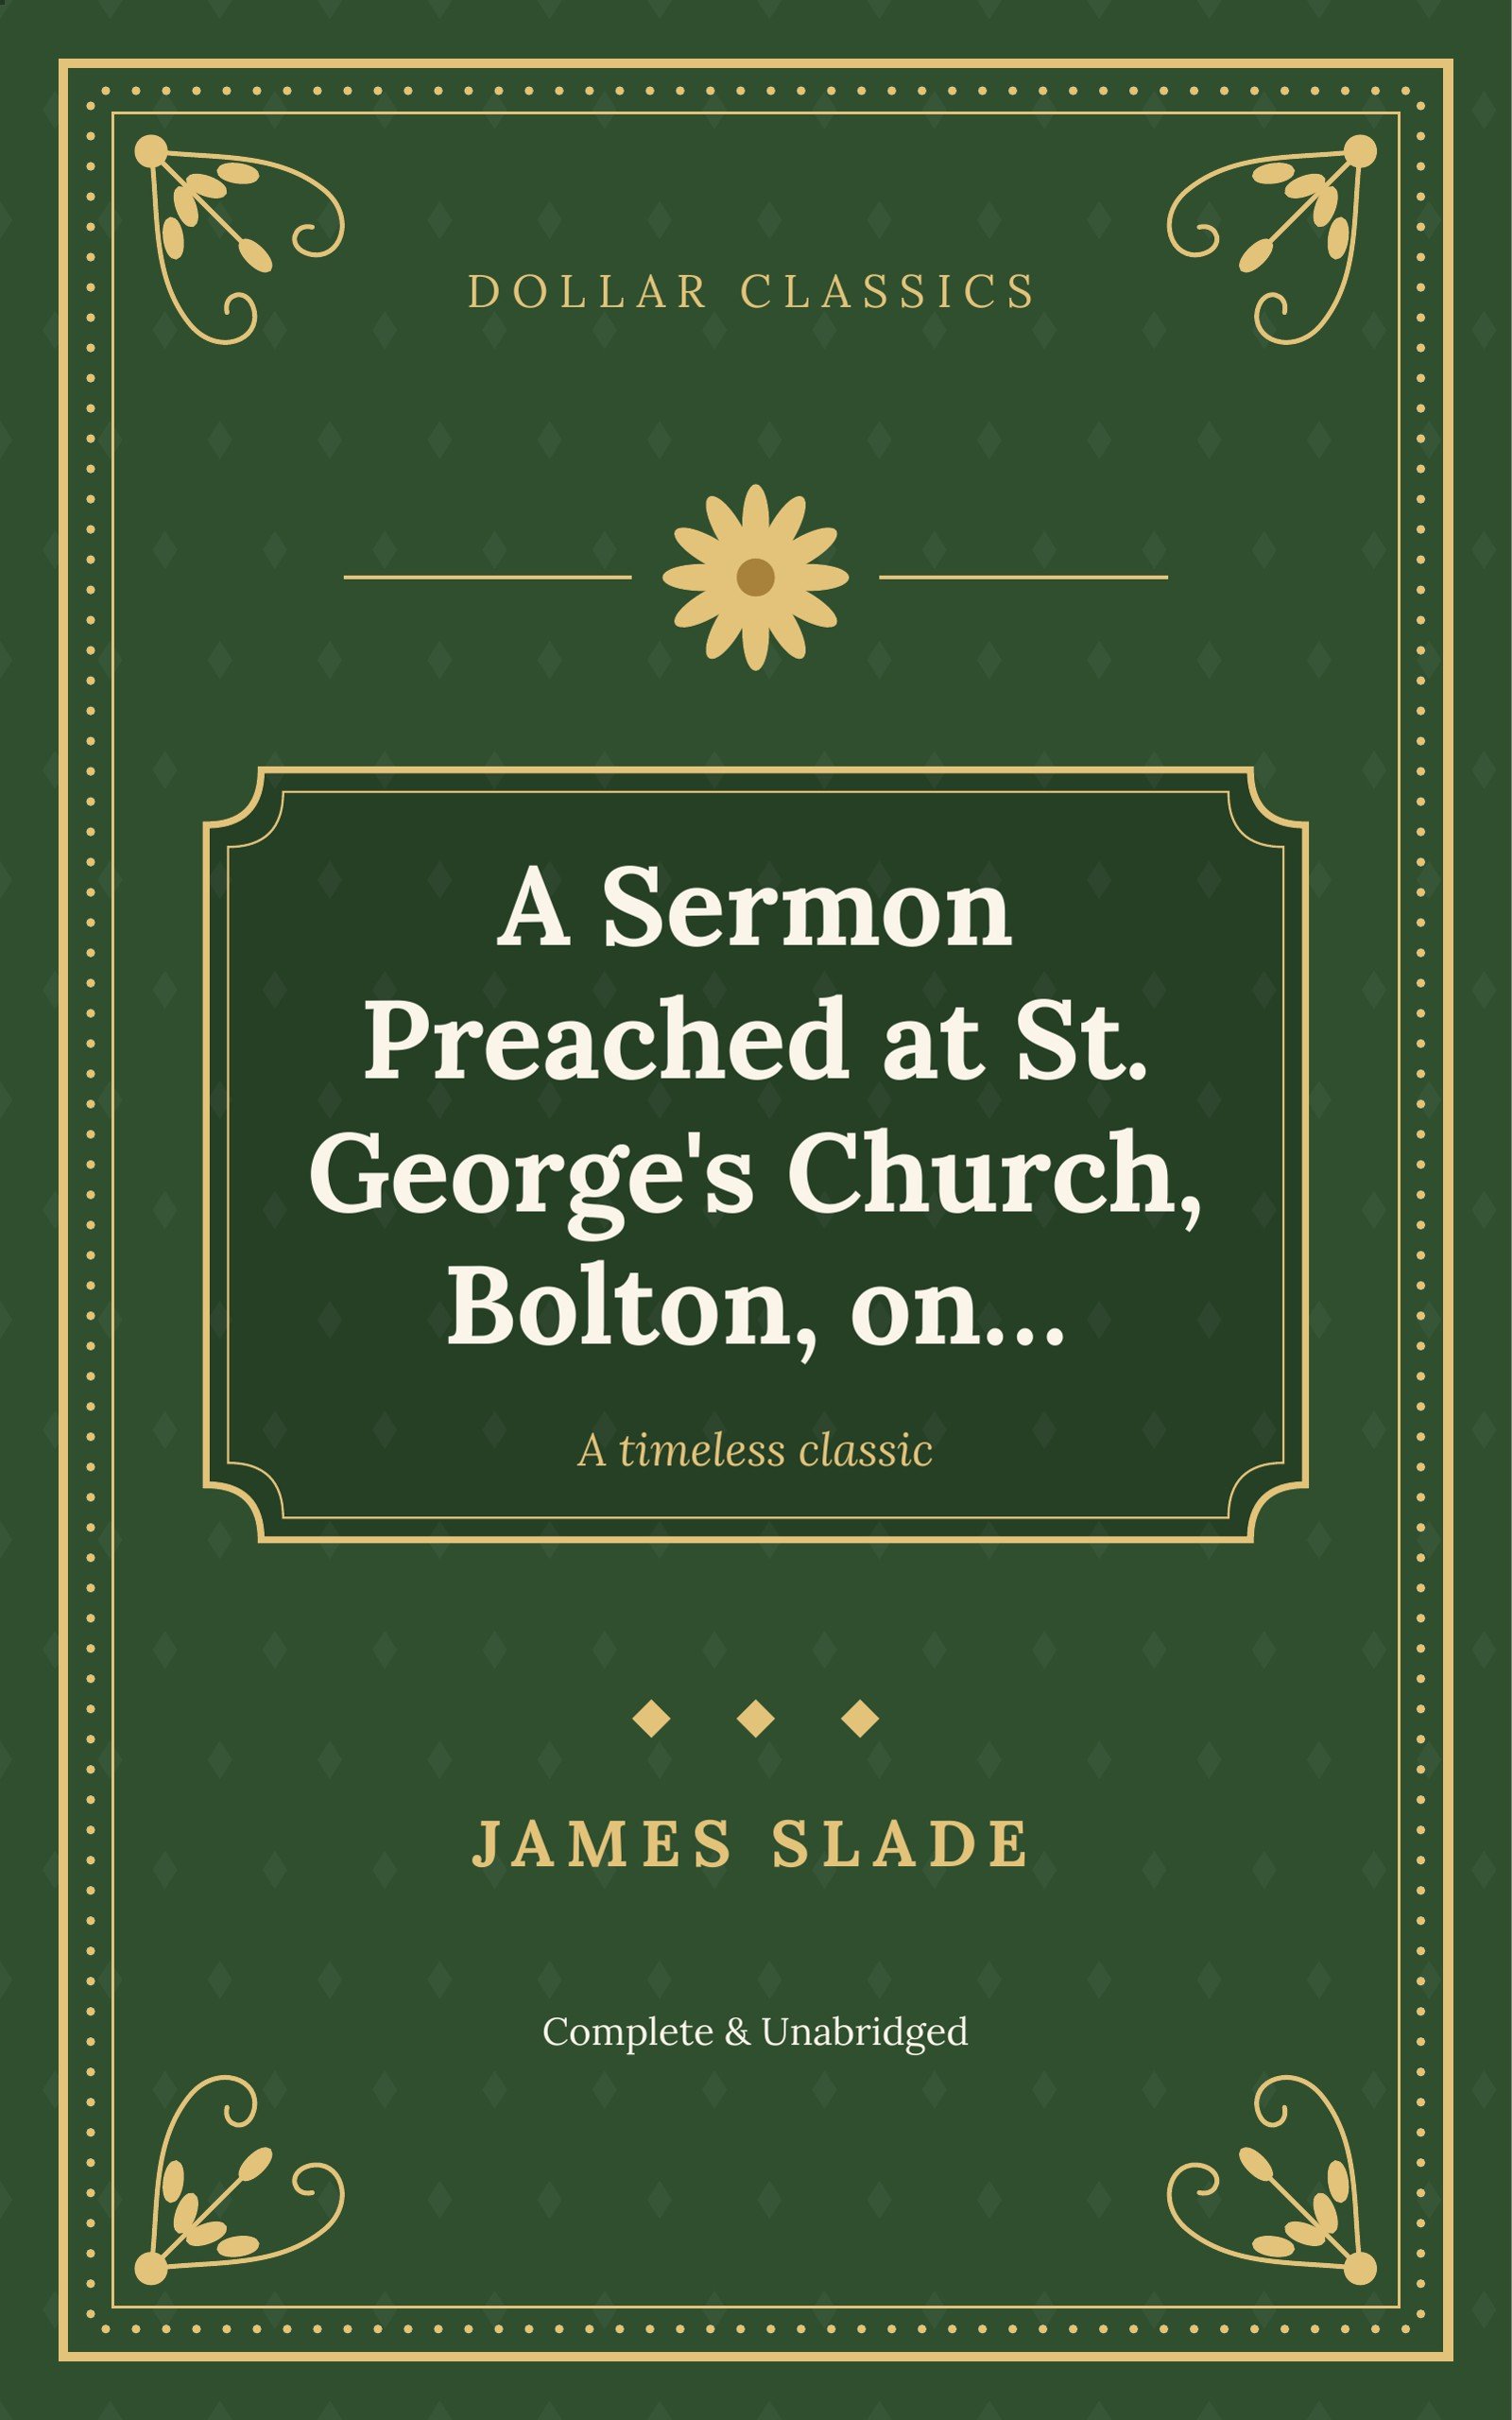 DOLLAR CLASSICS
A Sermon
Preached at St.
George's Church,
Bolton, on...
A timeless classic
JAMES SLADE
Complete & Unabridged